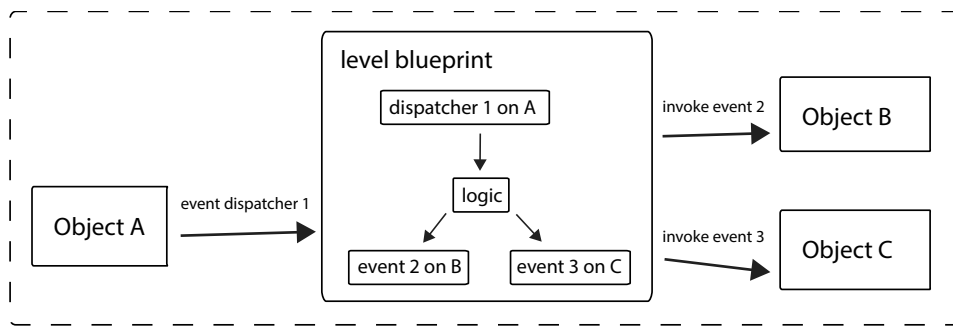 level blueprint
dispatcher 1 on A
logic
event 2 on B
event 3 on C
Object A
event dispatcher 1
invoke event 2
Object B
invoke event 3
Object C